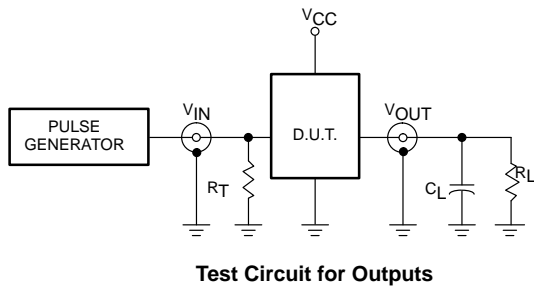 VCC
PULSE
GENERATOR
VIN
D.U.T.
VOUT
RT
CL
RL
Test Circuit for Outputs